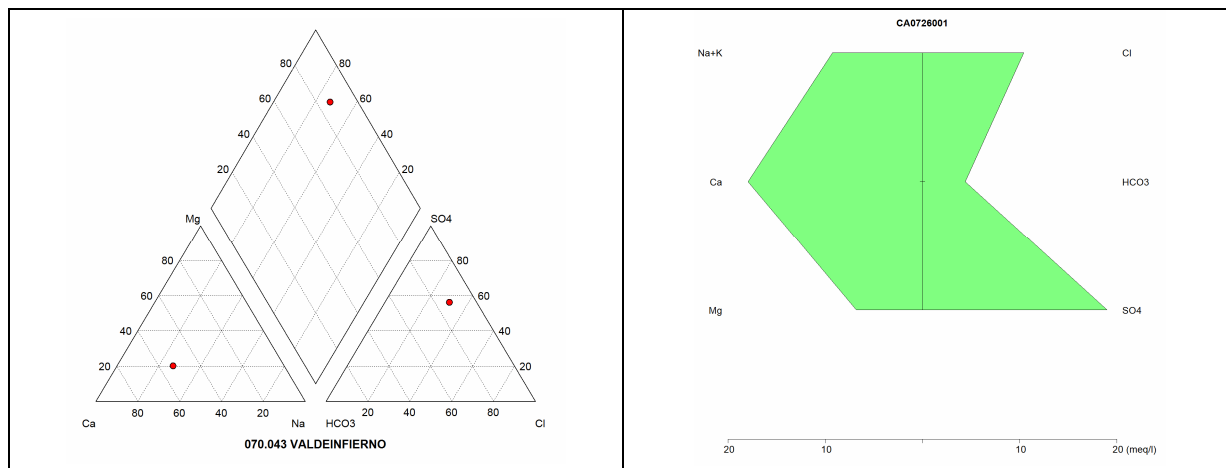 80 80
60 60
40 40
20 20
Mg SO4
80 80
60 60
40 40
20 20
80 60 40 20 20 40 60 80
Ca Na HCO3 Cl
070.043 VALDEINFIERNO
CA0726001
Na+K Cl
Ca HCO3
Mg SO4
20 10 10 20 (meq/l)